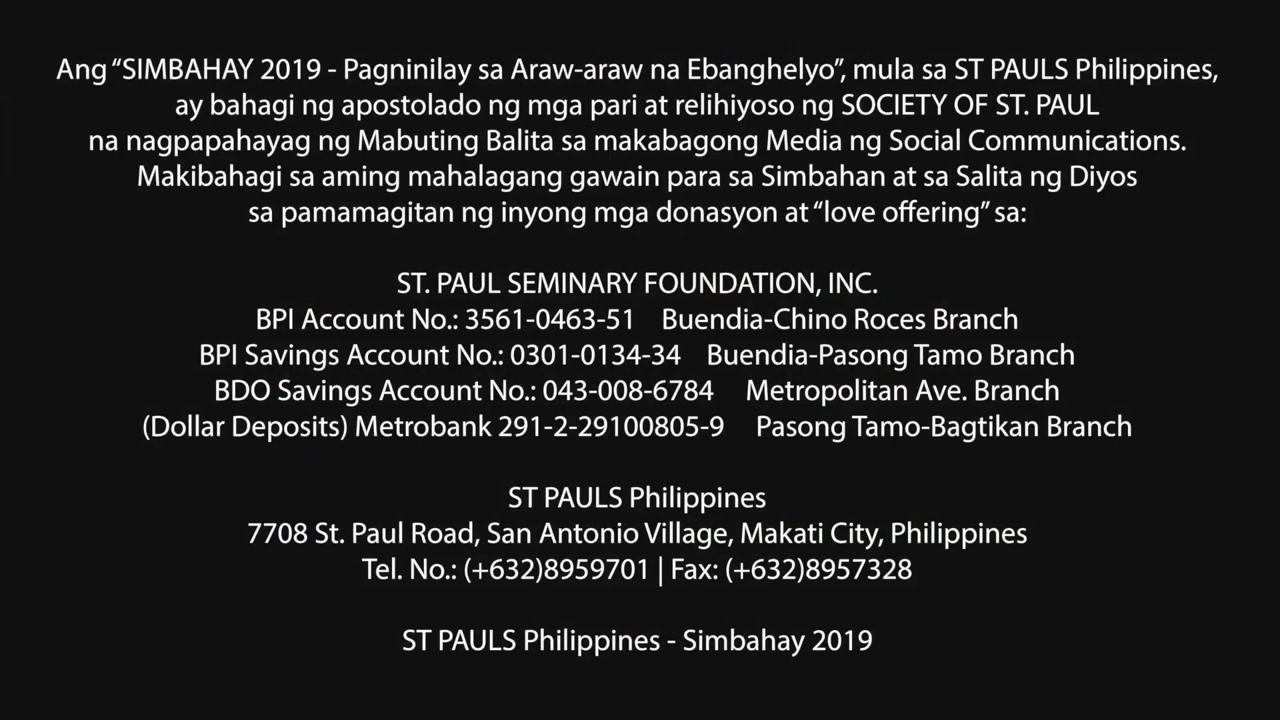 Ang “SIMBAHAY 2019 - Pagninilay sa Araw-araw na Ebanghelyo”, mula sa ST PAULS Philippines,
ay bahagi ng apostolado ng mga pari at relihiyoso ng SOCIETY OF ST. PAUL
na nagpapahayag ng Mabuting Balita sa makabagong Media ng Social Communications.
Makibahagi sa aming mahalagang gawain para sa Simbahan at sa Salita ng Diyos
sa pamamagitan ng inyong mga donasyon at “love offering” sa:
ST. PAUL SEMINARY FOUNDATION, INC.
BPI Account No.: 3561-0463-51 Buendia-Chino Roces Branch
BPI Savings Account No.: 0301-0134-34 Buendia-Pasong Tamo Branch
BDO Savings Account No.: 043-008-6784 Metropolitan Ave. Branch
(Dollar Deposits) Metrobank 291-2-29100805-9 Pasong Tamo-Bagtikan Branch
ST PAULS Philippines
7708 St. Paul Road, San Antonio Village, Makati City, Philippines
Tel. No.: (+632)8959701 | Fax: (+632)8957328
ST PAULS Philippines - Simbahay 2019